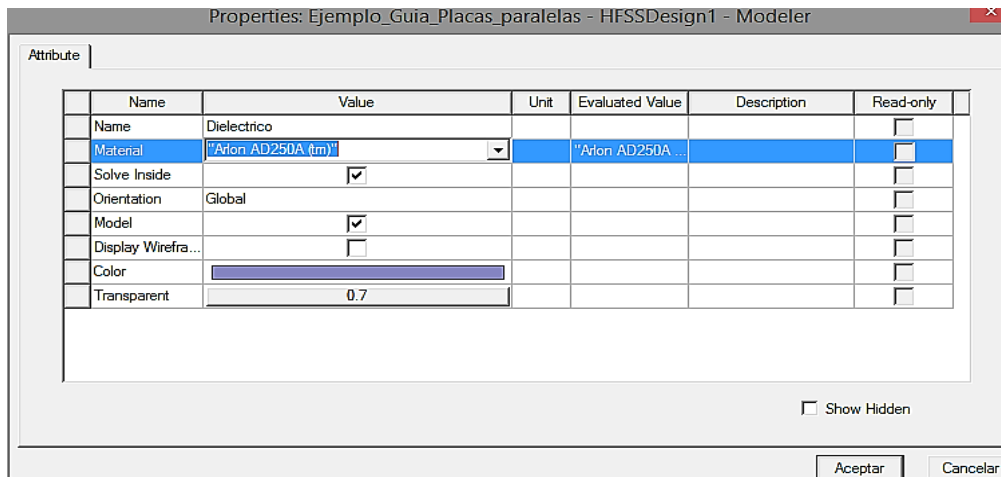 Properties: Ejemplo_Guia_Placas_paralelas - HFSSDesign1 - Modeler
Attribute
Name Value Unit Evaluated Value Description Read-only
Name Dielectrico
Material "Arlon AD250A (tm)" "Arlon AD250A ...
Solve Inside
Orientation Global
Model
Display Wirefra...
Color
Transparent 0.7
Show Hidden
Aceptar Cancelar